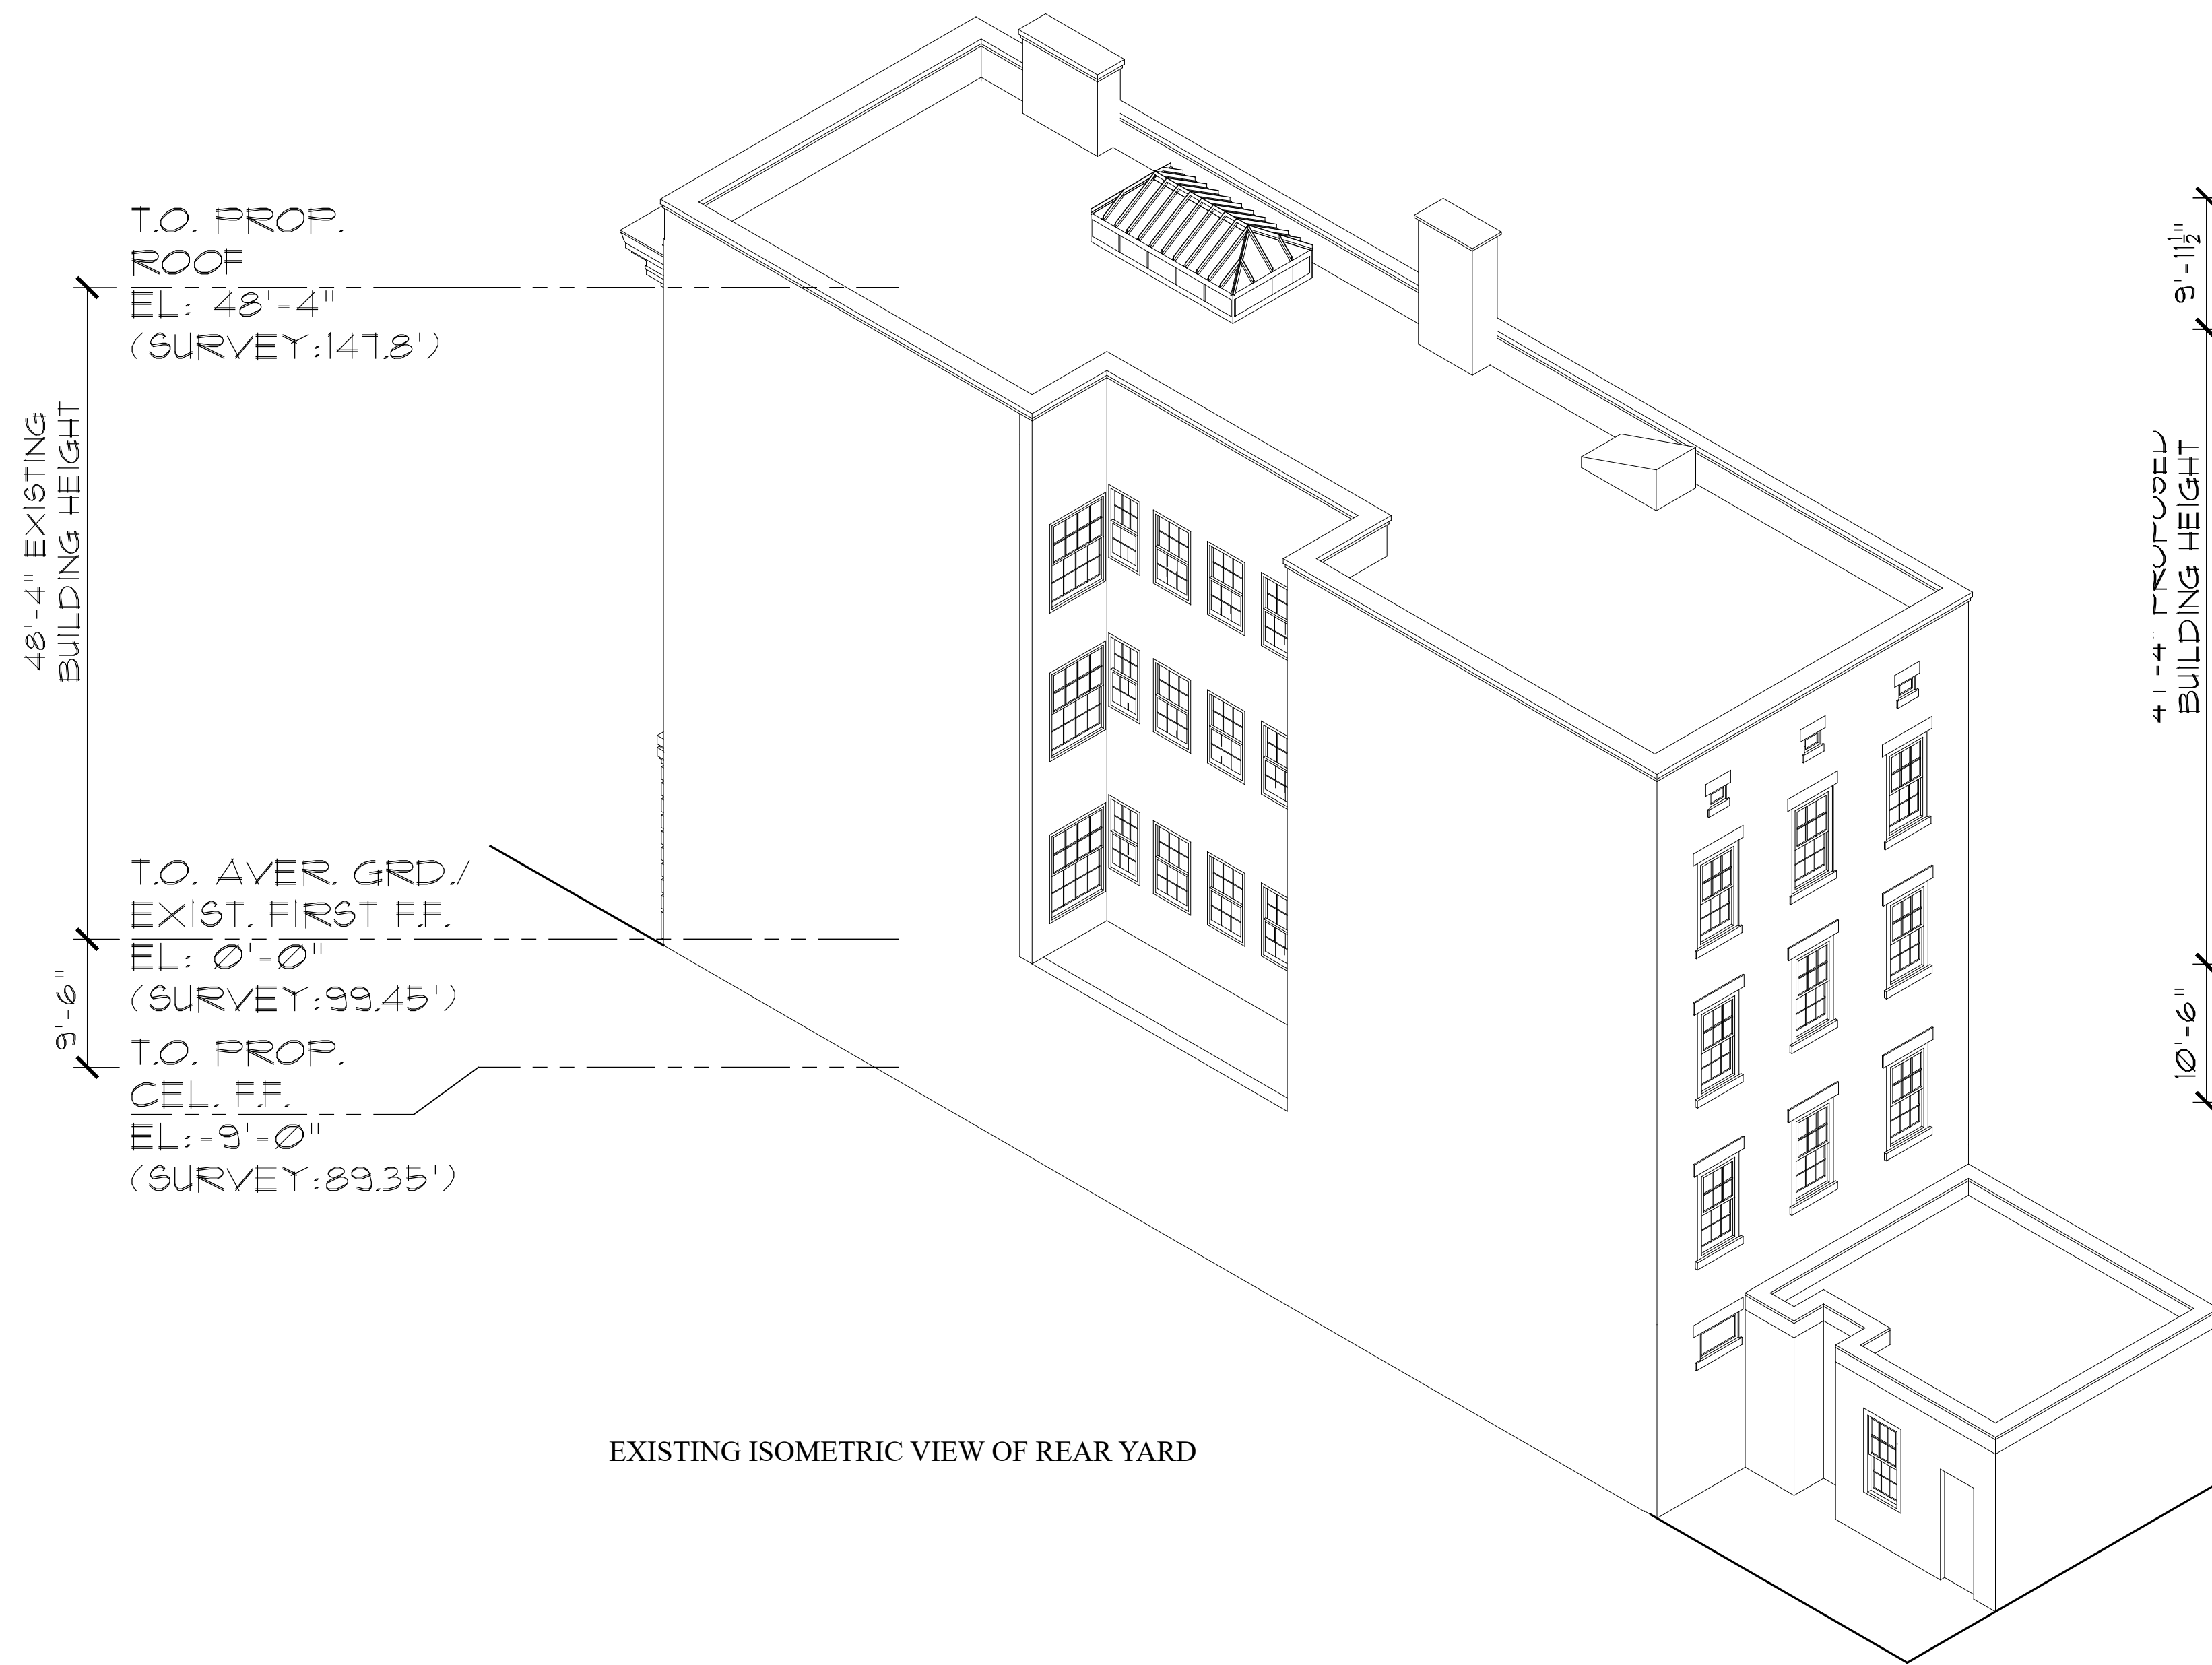 T.O. PROP.
ROOF
EL: 48'-4"
(SURVEY:147.8')
48'-4" EXISTING
BUILDING HEIGHT
T.O. AVER. GRD./
EXIST. FIRST F.F.
EL: 0'-0"
(SURVEY:99.45')
9'-6"
T.O. PROP.
CEL. F.F.
EL:-9'-0"
(SURVEY:89.35')
EXISTING ISOMETRIC VIEW OF REAR YARD
9'-11½"
PROPOSED
BUILDING HEIGHT
10'-6"